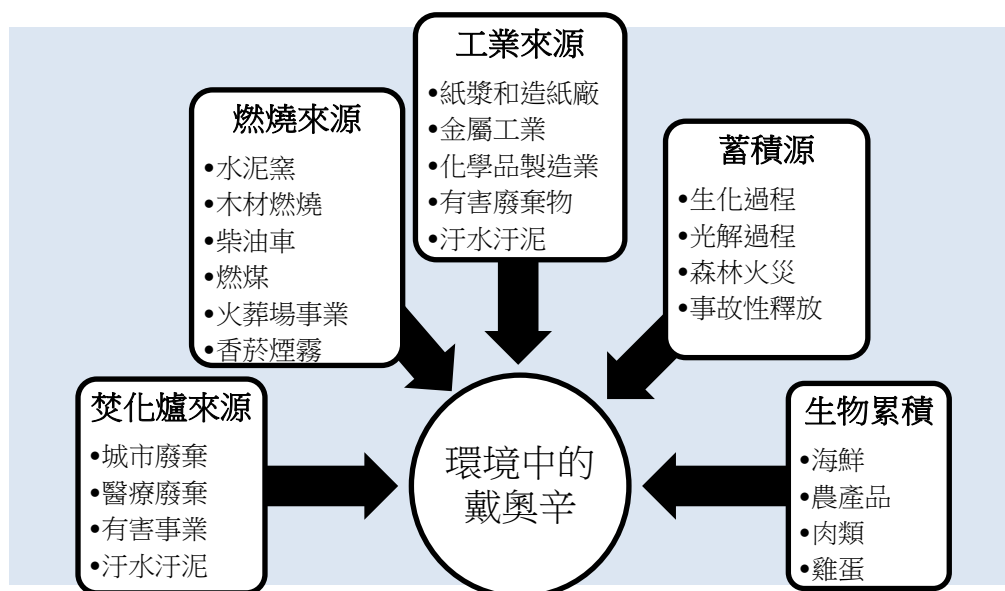 工業來源
•紙漿和造紙廠
•金屬工業
•化學品製造業
•有害廢棄物
•汙水汙泥
燃燒來源
•水泥窯
•木材燃燒
•柴油車
•燃煤
•火葬場事業
•香菸煙霧
蓄積源
•生化過程
•光解過程
•森林火災
•事故性釋放
焚化爐來源
•城市廢棄
•醫療廢棄
•有害事業
•汙水汙泥
環境中的
戴奧辛
生物累積
•海鮮
•農產品
•肉類
•雞蛋